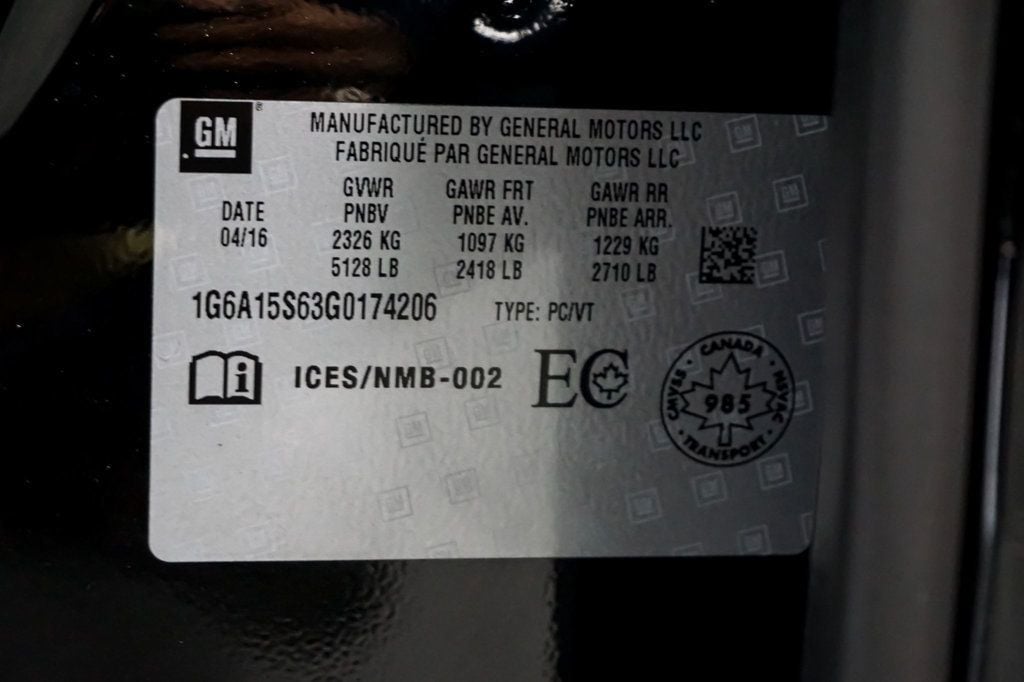 GM ®
MANUFACTURED BY GENERAL MOTORS LLC
FABRIQUÉ PAR GENERAL MOTORS LLC
GVWR GAWR FRT GAWR RR
DATE PNBV PNBE AV. PNBE ARR.
04/16 2326 KG 1097 KG 1229 KG
5128 LB 2418 LB 2710 LB
1G6A15S63G0174206 TYPE: PC/VT
i ICES/NMB-002 EC
CANADA
CMVSS 985 NSVAC
TRANSPORT